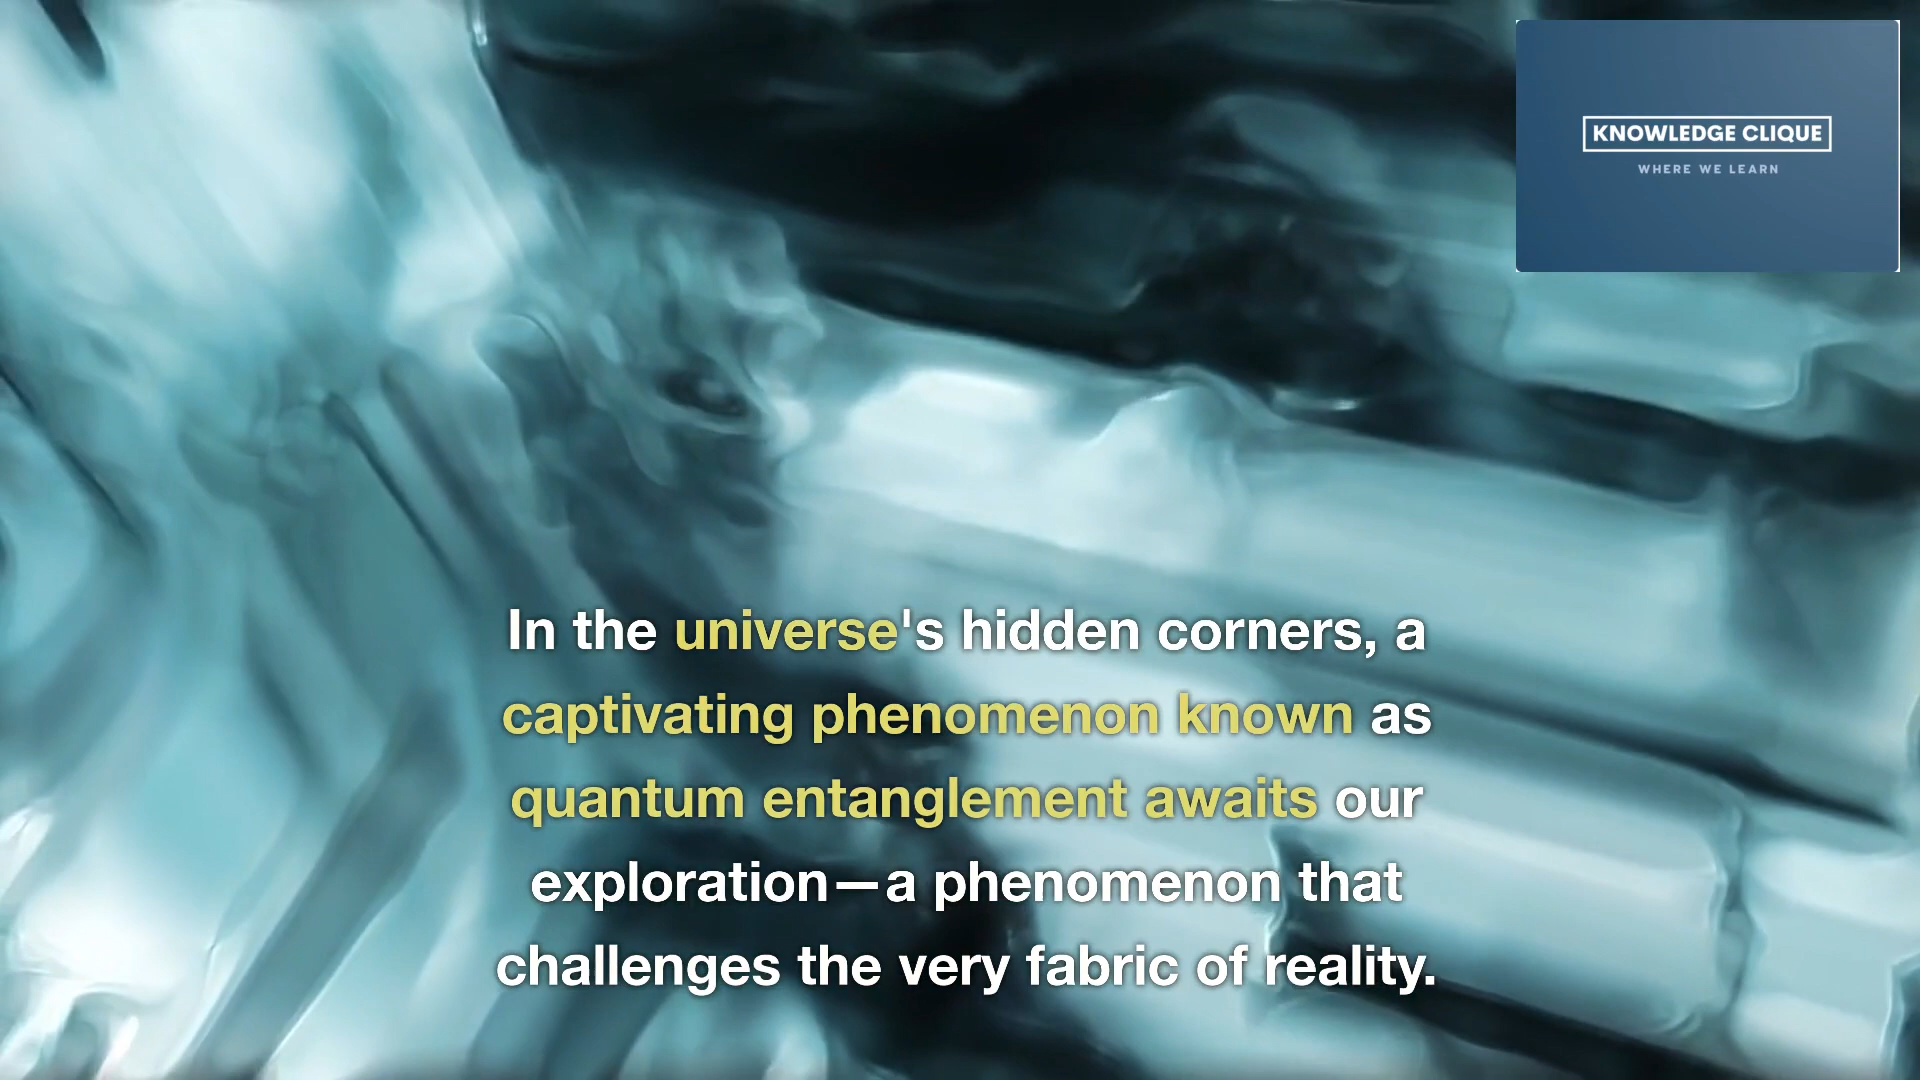 KNOWLEDGE CLIQUE
WHERE WE LEARN
In the universe's hidden corners, a
captivating phenomenon known as
quantum entanglement awaits our
exploration—a phenomenon that
challenges the very fabric of reality.